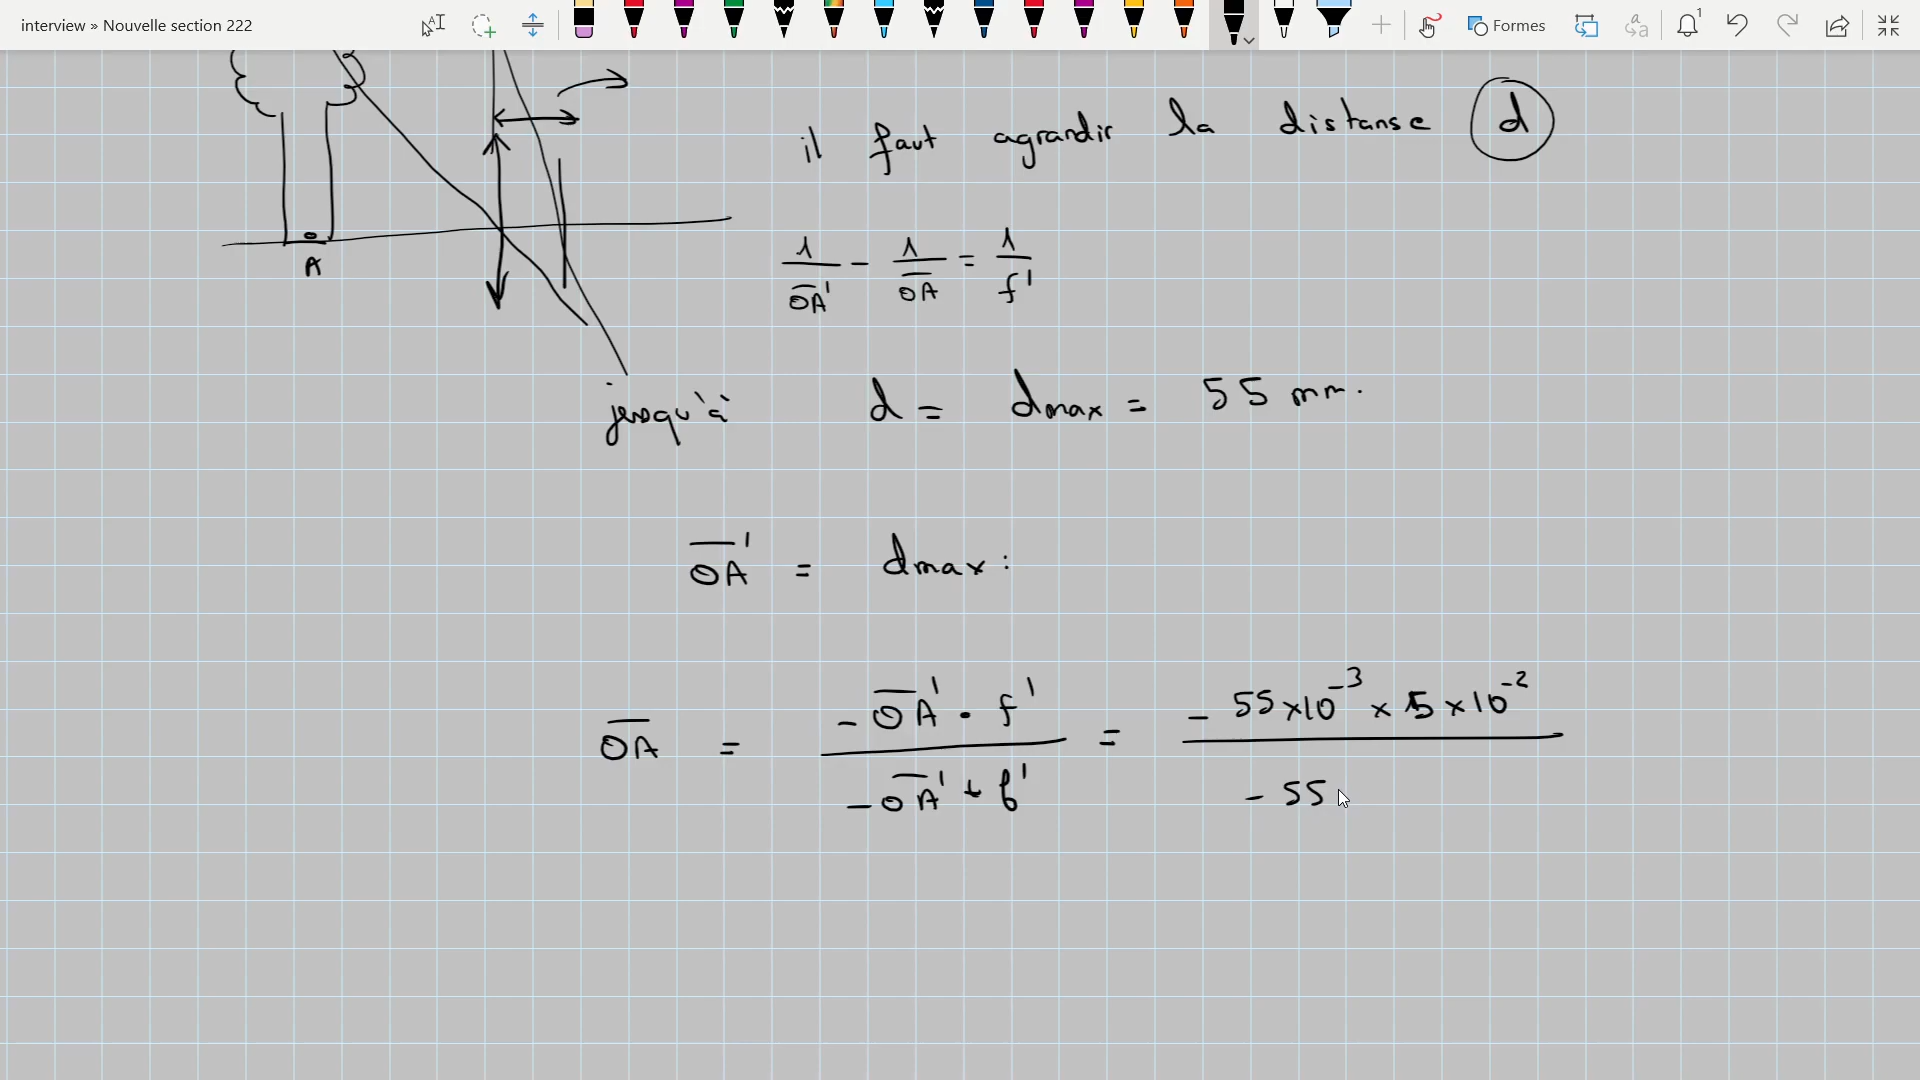 interview » Nouvelle section 222
Formes
1
il faut agrandir la distanse d
A
1/OA' - 1/OA = 1/f'
jusqu'à d = dmax = 55 mm.
OA' = dmax :
OA = -OA' • f' / -OA' + f' = - 55 x 10^-3 x 5 x 10^-2 / - 55